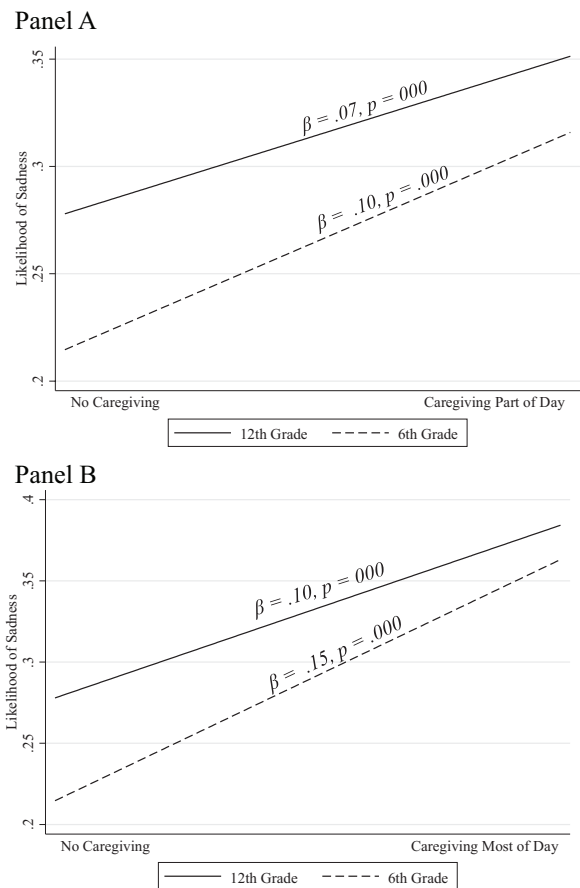 Panel A
.35
β = .07, p = 000
.3
β = .10, p = .000
Likelihood of Sadness
.25
.2
No Caregiving Caregiving Part of Day
12th Grade 6th Grade
Panel B
.4
.35
β = .10, p = 000
.3
β = .15, p = .000
Likelihood of Sadness
.25
.2
No Caregiving Caregiving Most of Day
12th Grade 6th Grade